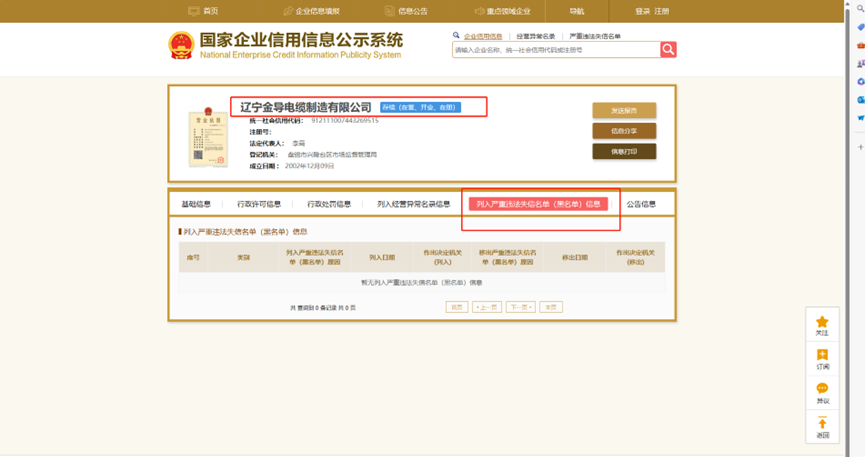 首页 企业信息填报 信息公告 重点领域企业 导航 登录 注册
国家企业信用信息公示系统
National Enterprise Credit Information Publicity System
企业信用信息 | 经营异常名录 | 严重违法失信名单
请输入企业名称、统一社会信用代码或注册号
辽宁金导电缆制造有限公司 存续（在营、开业、在册）
营业执照
统一社会信用代码： 912111007443269515
注册号：
法定代表人：
登记机关： 盘锦市兴隆台区市场监督管理局
成立日期： 2002年12月09日
发送报告
信息分享
信息打印
基础信息 行政许可信息 行政处罚信息 列入经营异常名录信息 列入严重违法失信名单（黑名单）信息 公告信息
列入严重违法失信名单（黑名单）信息
序号 类别 列入严重违法失信名单（黑名单）原因 列入日期 作出决定机关(列入) 移出严重违法失信名单（黑名单）原因 移出日期 作出决定机关(移出)
暂无列入严重违法失信名单（黑名单）信息
共 查询到 0 条记录 共 0 页 首页 上一页 下一页 末页
关注
订阅
异议
返回